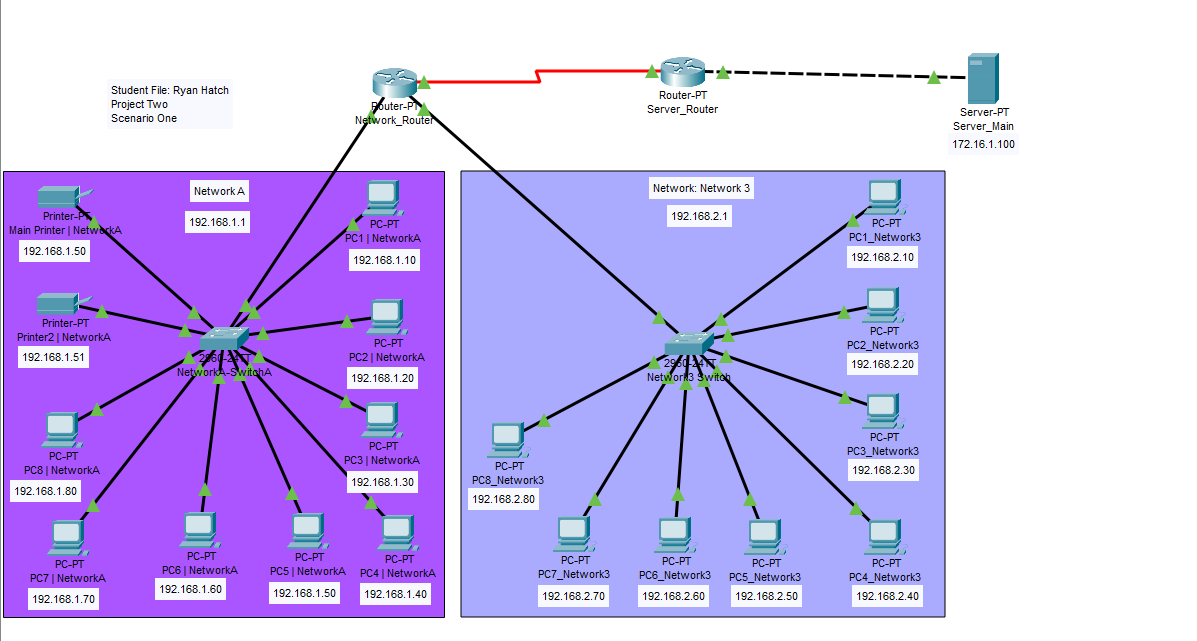 Student File: Ryan Hatch
Project Two
Scenario One
Router-PT
Network_Router
Router-PT
Server_Router
Server-PT
Server_Main
172.16.1.100
Network A
192.168.1.1
Printer-PT
Main Printer | NetworkA
192.168.1.50
PC-PT
PC1 | NetworkA
192.168.1.10
Printer-PT
Printer2 | NetworkA
192.168.1.51
PC-PT
PC2 | NetworkA
192.168.1.20
2960-24TT
NetworkA-SwitchA
PC-PT
PC3 | NetworkA
192.168.1.30
PC-PT
PC8 | NetworkA
192.168.1.80
PC-PT
PC7 | NetworkA
192.168.1.70
PC-PT
PC6 | NetworkA
192.168.1.60
PC-PT
PC5 | NetworkA
192.168.1.50
PC-PT
PC4 | NetworkA
192.168.1.40
Network: Network 3
192.168.2.1
PC-PT
PC1_Network3
192.168.2.10
PC-PT
PC2_Network3
192.168.2.20
2960-24TT
Network3 Switch
PC-PT
PC3_Network3
192.168.2.30
PC-PT
PC8_Network3
192.168.2.80
PC-PT
PC7_Network3
192.168.2.70
PC-PT
PC6_Network3
192.168.2.60
PC-PT
PC5_Network3
192.168.2.50
PC-PT
PC4_Network3
192.168.2.40